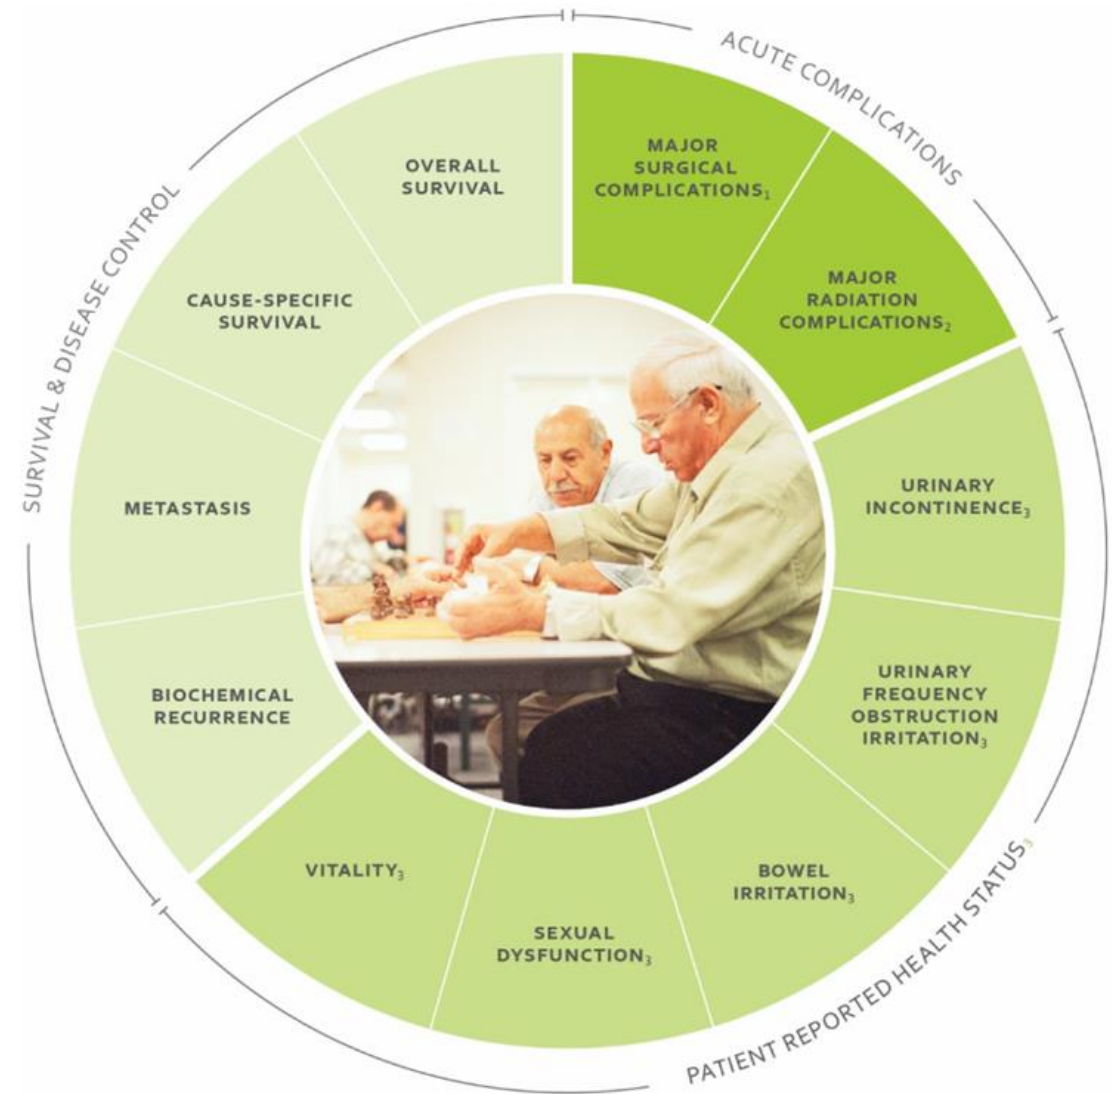 ACUTE COMPLICATIONS
MAJOR
SURGICAL
COMPLICATIONS₁
MAJOR
RADIATION
COMPLICATIONS₂
PATIENT REPORTED HEALTH STATUS₃
URINARY
INCONTINENCE₃
URINARY
FREQUENCY
OBSTRUCTION
IRRITATION₃
BOWEL
IRRITATION₃
SEXUAL
DYSFUNCTION₃
VITALITY₃
SURVIVAL & DISEASE CONTROL
BIOCHEMICAL
RECURRENCE
METASTASIS
CAUSE-SPECIFIC
SURVIVAL
OVERALL
SURVIVAL